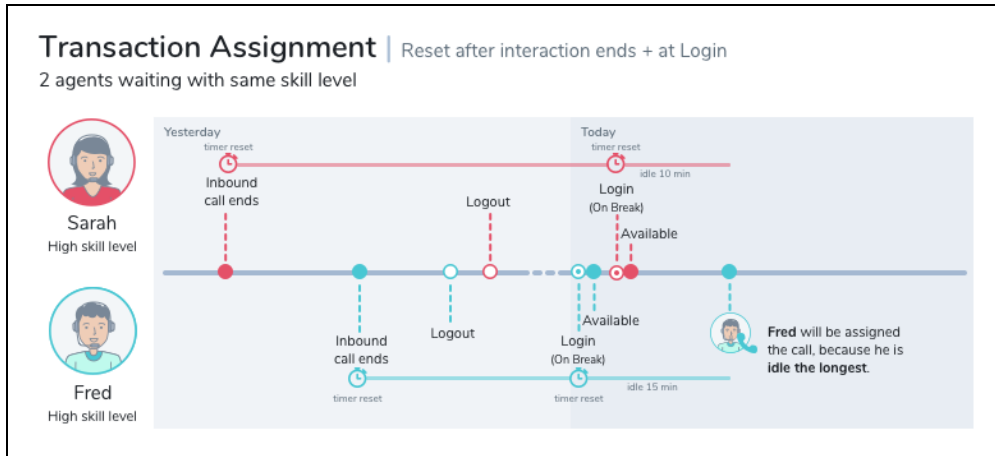 Transaction Assignment | Reset after interaction ends + at Login
2 agents waiting with same skill level
Yesterday
timer reset
Today
timer reset
idle 10 min
Inbound
call ends
Logout
Login
(On Break)
Available
Sarah
High skill level
Inbound
call ends
Logout
Available
Login
(On Break)
timer reset
timer reset
idle 15 min
Fred
High skill level
Fred will be assigned
the call, because he is
idle the longest.